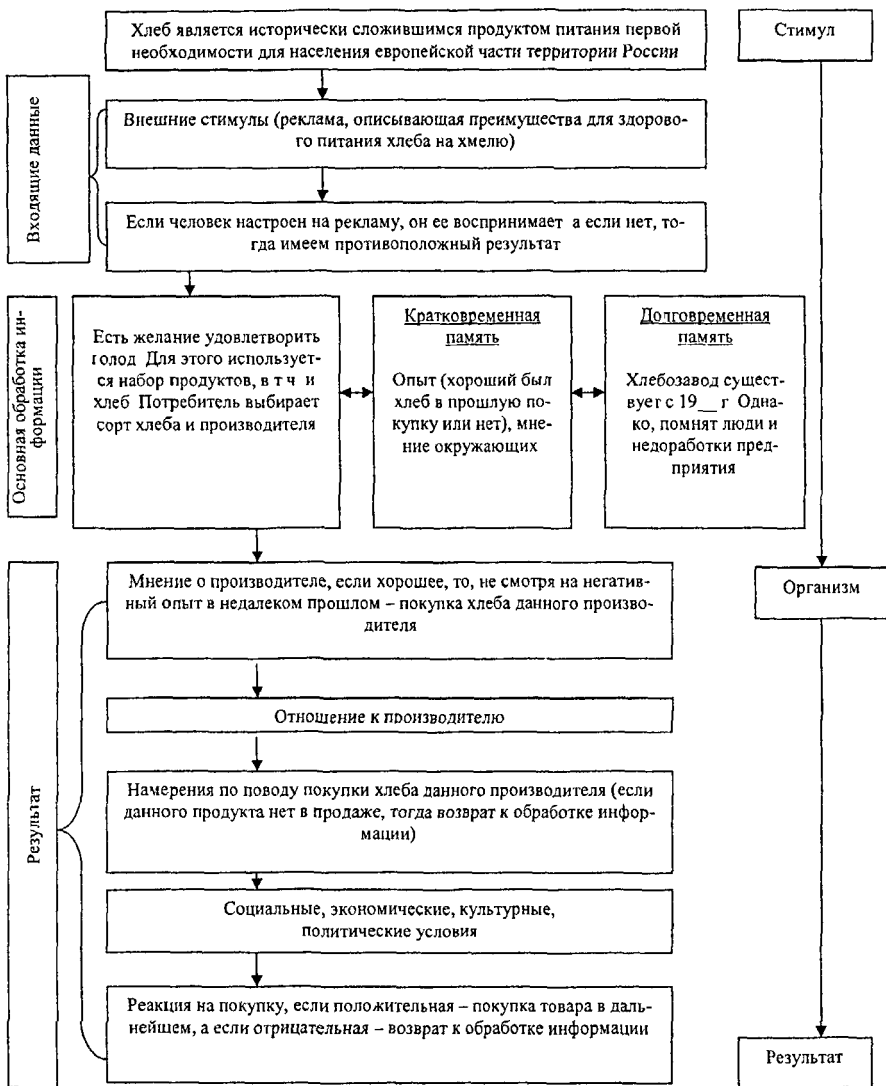 Хлеб является исторически сложившимся продуктом питания первой
необходимости для населения европейской части территории России
Стимул
Входящие данные
Внешние стимулы (реклама, описывающая преимущества для здорово-
го питания хлеба на хмелю)
Если человек настроен на рекламу, он ее воспринимает а если нет, то-
гда имеем противоположный результат
Основная обработка ин-
формации
Есть желание удовлетворить
голод Для этого использует-
ся набор продуктов, в т ч и
хлеб Потребитель выбирает
сорт хлеба и производителя
Кратковременная
память
Опыт (хороший был
хлеб в прошлую по-
купку или нет), мне-
ние окружающих
Долговременная
память
Хлебозавод сущест-
вует с 19__ г Одна-
ко, помнят люди и
недоработки пред-
приятия
Организм
Результат
Мнение о производителе, если хорошее, то, не смотря на негатив-
ный опыт в недалеком прошлом – покупка хлеба данного произво-
дителя
Отношение к производителю
Намерения по поводу покупки хлеба данного производителя (если
данного продукта нет в продаже, тогда возврат к обработке инфор-
мации)
Социальные, экономические, культурные,
политические условия
Реакция на покупку, если положительная – покупка товара в даль-
нейшем, а если отрицательная – возврат к обработке информации
Результат